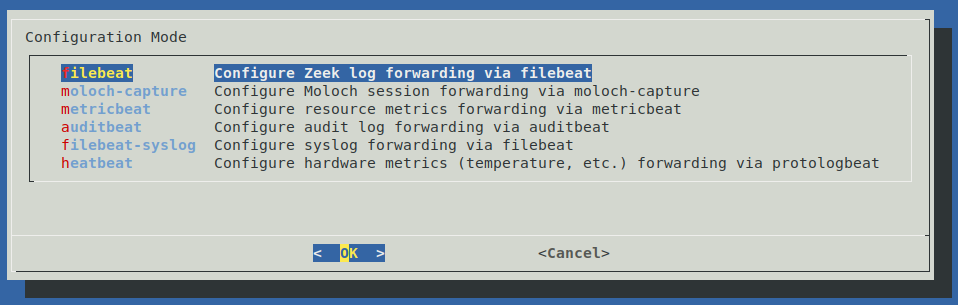 Configuration Mode
filebeat Configure Zeek log forwarding via filebeat
moloch-capture Configure Moloch session forwarding via moloch-capture
metricbeat Configure resource metrics forwarding via metricbeat
auditbeat Configure audit log forwarding via auditbeat
filebeat-syslog Configure syslog forwarding via filebeat
heatbeat Configure hardware metrics (temperature, etc.) forwarding via protologbeat
< OK > <Cancel>